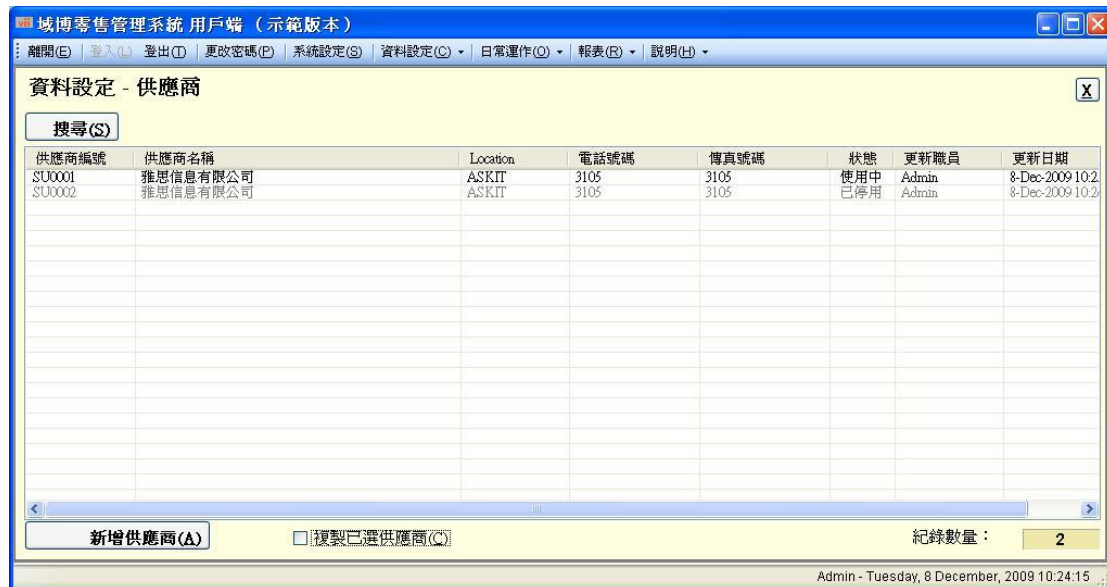 域博零售管理系統 用戶端 （示範版本）
離開(E) 登入(L) 登出(T) 更改密碼(P) 系統設定(S) 資料設定(C) 日常運作(O) 報表(R) 說明(H)
資料設定 - 供應商
X
搜尋(S)
供應商編號 供應商名稱 Location 電話號碼 傳真號碼 狀態 更新職員 更新日期
SU0001 雅思信息有限公司 ASKIT 3105 3105 使用中 Admin 8-Dec-2009 10:2
SU0002 雅思信息有限公司 ASKIT 3105 3105 已停用 Admin 8-Dec-2009 10:2
新增供應商(A) 複製已選供應商(C) 紀錄數量： 2
Admin - Tuesday, 8 December, 2009 10:24:15